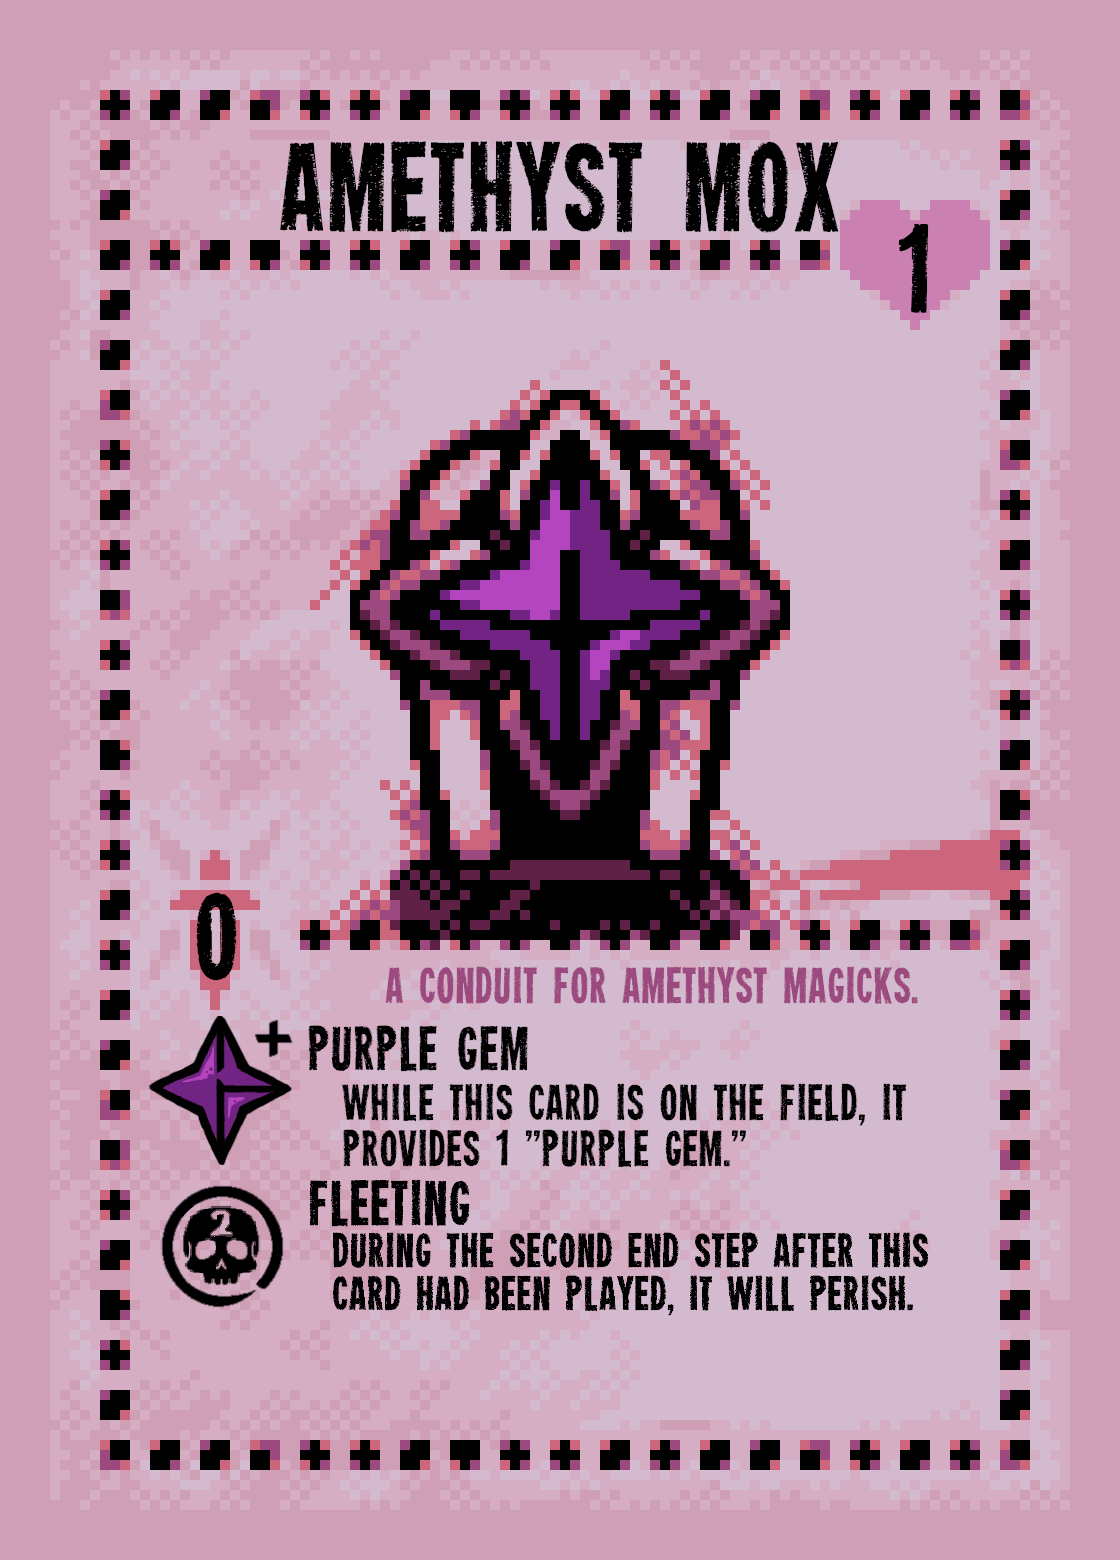 AMETHYST MOX
1
0
A CONDUIT FOR AMETHYST MAGICKS.
+
PURPLE GEM
WHILE THIS CARD IS ON THE FIELD, IT
PROVIDES 1 ”PURPLE GEM.”
2
FLEETING
DURING THE SECOND END STEP AFTER THIS
CARD HAD BEEN PLAYED, IT WILL PERISH.